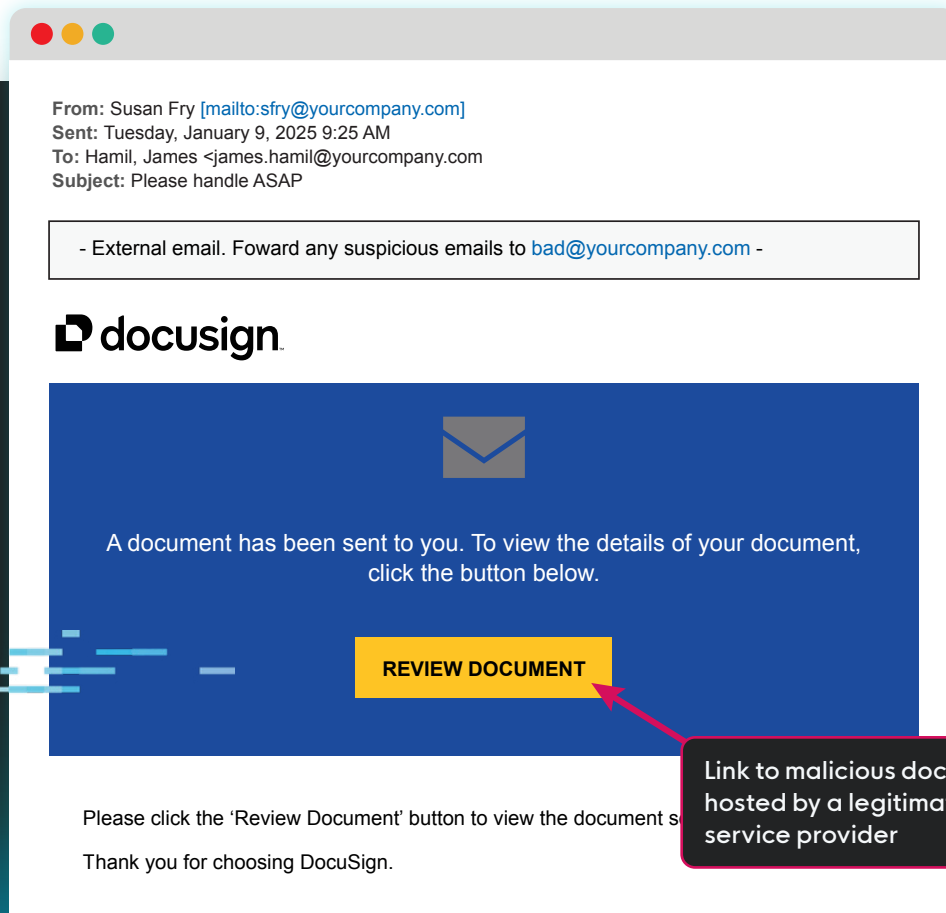 From: Susan Fry [mailto:sfry@yourcompany.com]
Sent: Tuesday, January 9, 2025 9:25 AM
To: Hamil, James <james.hamil@yourcompany.com
Subject: Please handle ASAP
- External email. Foward any suspicious emails to bad@yourcompany.com -
docusign
A document has been sent to you. To view the details of your document,
click the button below.
REVIEW DOCUMENT
Link to malicious doc
hosted by a legitima
service provider
Please click the ‘Review Document’ button to view the document
Thank you for choosing DocuSign.